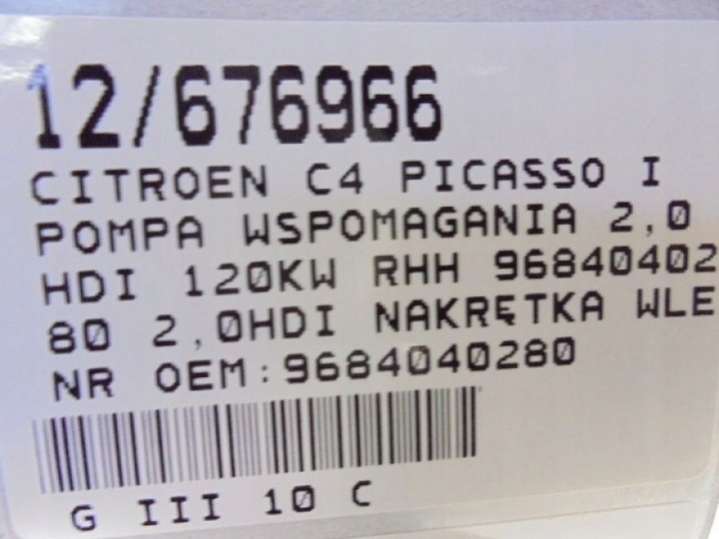 12/676966
CITROEN C4 PICASSO I
POMPA WSPOMAGANIA 2,0
HDI 120KW RHH 96840402
80 2,0HDI NAKRĘTKA WLE
NR OEM:9684040280
G III 10 C